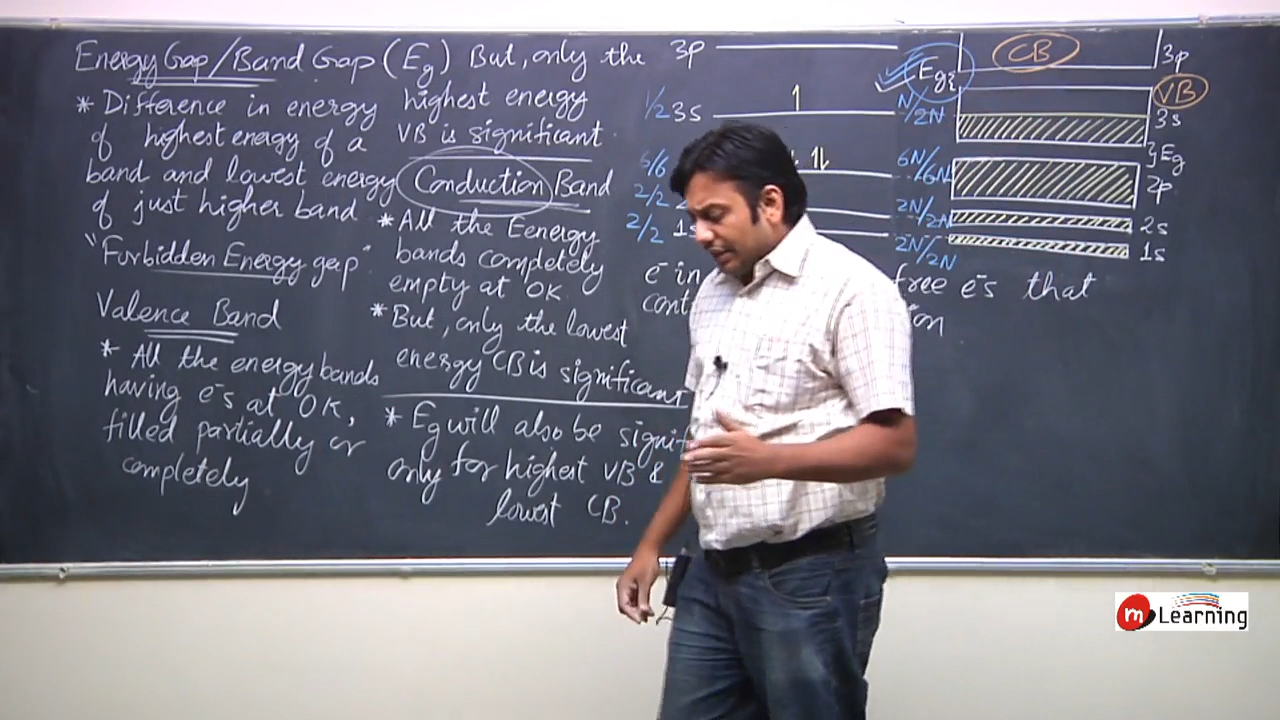 Energy Gap/Band Gap (Eg)
* Difference in energy
of highest energy of a
band and lowest energy
of just higher band
"Forbidden Energy gap"
Valence Band
* All the energy bands
having e⁻s at 0K,
filled partially or
completely
But, only the
highest energy
VB is significant
Conduction Band
* All the Eenergy
bands completely
empty at 0K
* But, only the lowest
energy CB is significant
* Eg will also be
only for highest VB &
lowest CB.
3p
1/2 3s 1
6/6 1↓
2/2
2/2 1s
e⁻ in free e⁻s that
Eg{ CB 3p
VB
N/2N 3s
}Eg
6N/6N 2p
2N/2N 2s
2N/2N 1s
m Learning